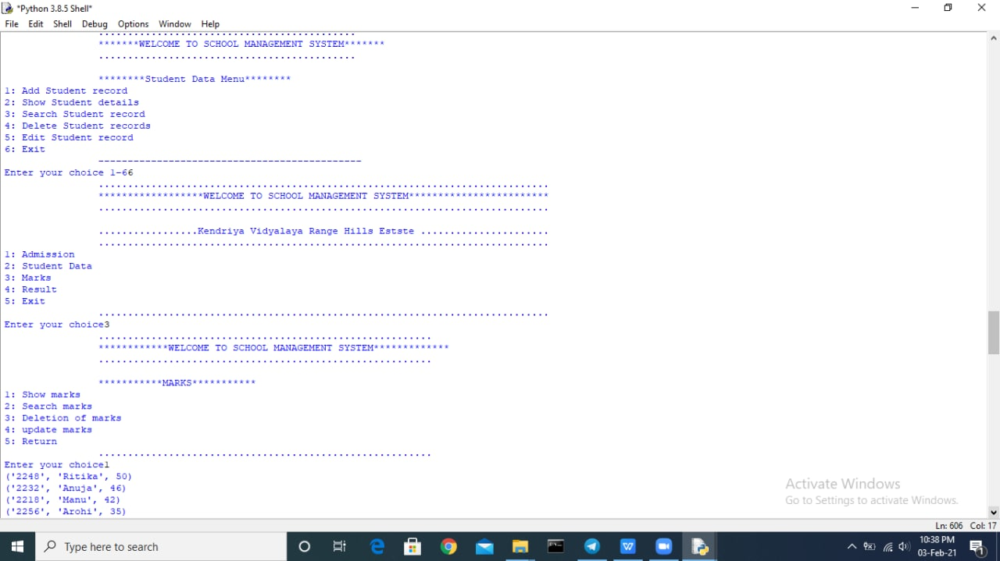 *Python 3.8.5 Shell*
File Edit Shell Debug Options Window Help
............................................
*******WELCOME TO SCHOOL MANAGEMENT SYSTEM*******
............................................
********Student Data Menu********
1: Add Student record
2: Show Student details
3: Search Student record
4: Delete Student records
5: Edit Student record
6: Exit
---------------------------------------------
Enter your choice 1-66
.............................................................................
******************WELCOME TO SCHOOL MANAGEMENT SYSTEM************************
.............................................................................
.................Kendriya Vidyalaya Range Hills Estste ......................
.............................................................................
1: Admission
2: Student Data
3: Marks
4: Result
5: Exit
.............................................................................
Enter your choice3
.........................................................
************WELCOME TO SCHOOL MANAGEMENT SYSTEM*************
.........................................................
***********MARKS***********
1: Show marks
2: Search marks
3: Deletion of marks
4: update marks
5: Return
.........................................................
Enter your choice1
('2248', 'Ritika', 50)
('2232', 'Anuja', 46)
('2218', 'Manu', 42)
('2256', 'Arohi', 35)
Activate Windows
Go to Settings to activate Windows.
Ln: 606 Col: 17
Type here to search
10:38 PM
03-Feb-21
1